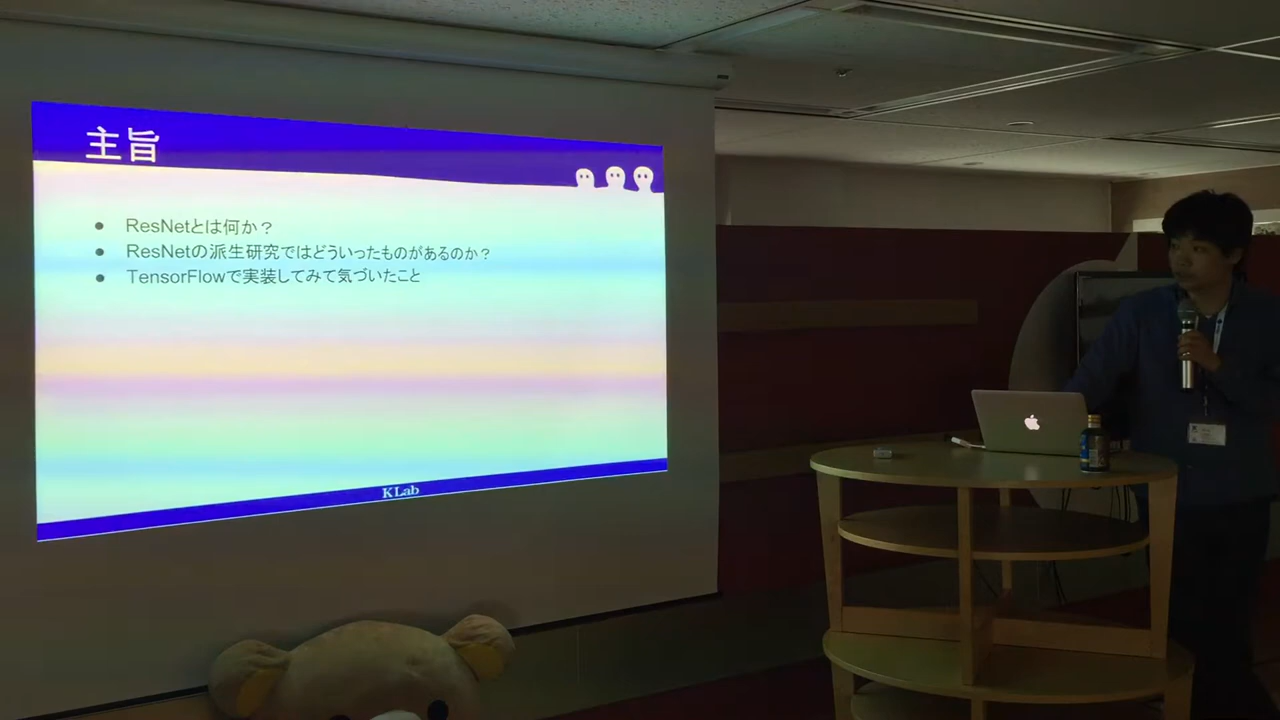 主旨
ResNetとは何か？
ResNetの派生研究ではどういったものがあるのか？
TensorFlowで実装してみて気づいたこと
KLab